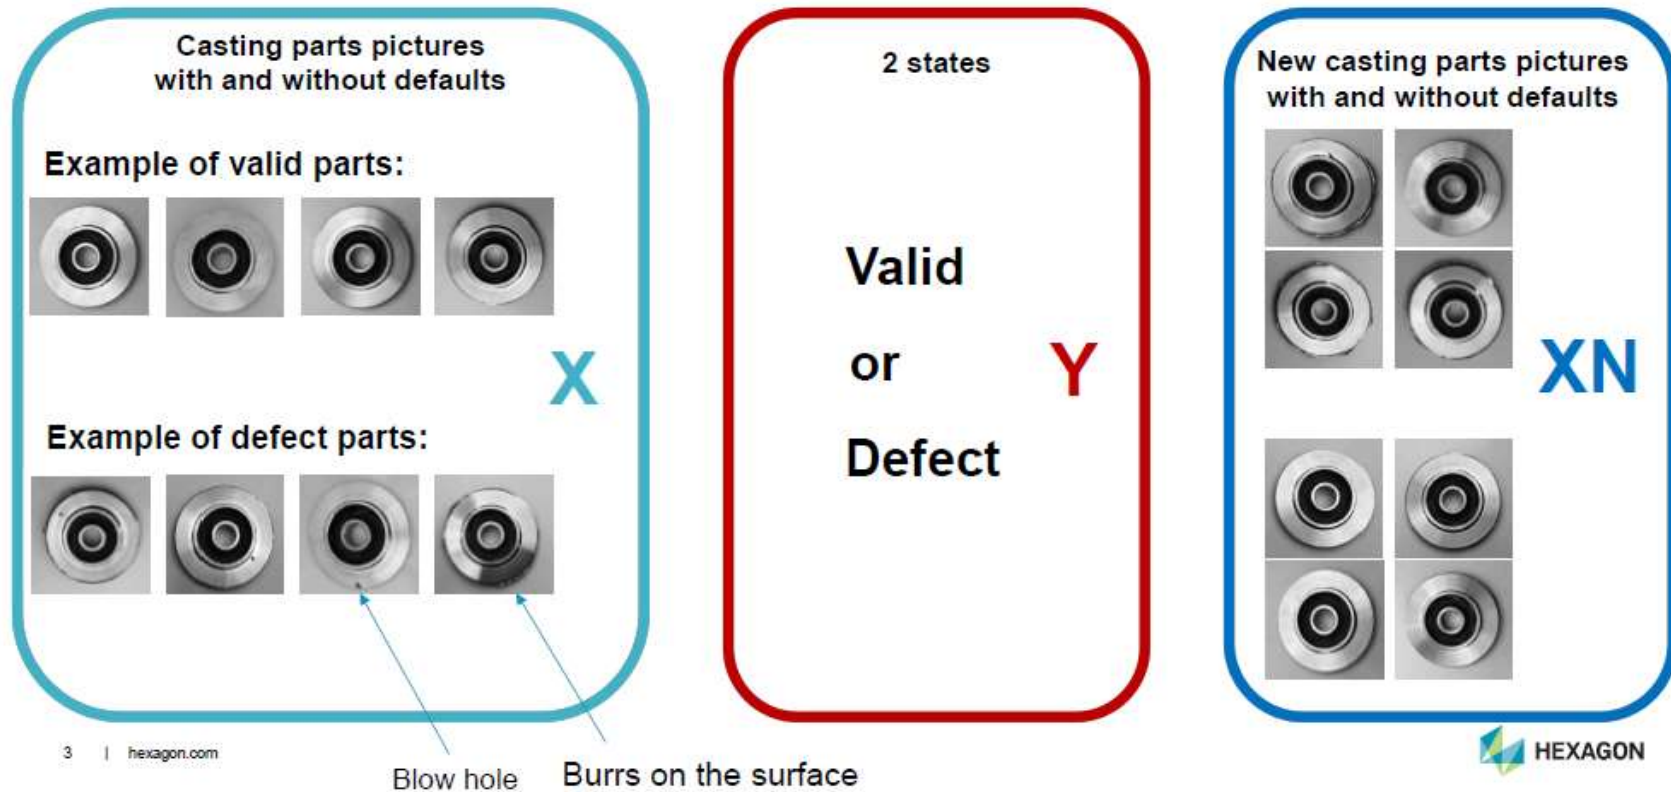 Casting parts pictures
with and without defaults
Example of valid parts:
X
Example of defect parts:
2 states
Valid
or
Y
Defect
New casting parts pictures
with and without defaults
XN
3 | hexagon.com
Blow hole
Burrs on the surface
HEXAGON